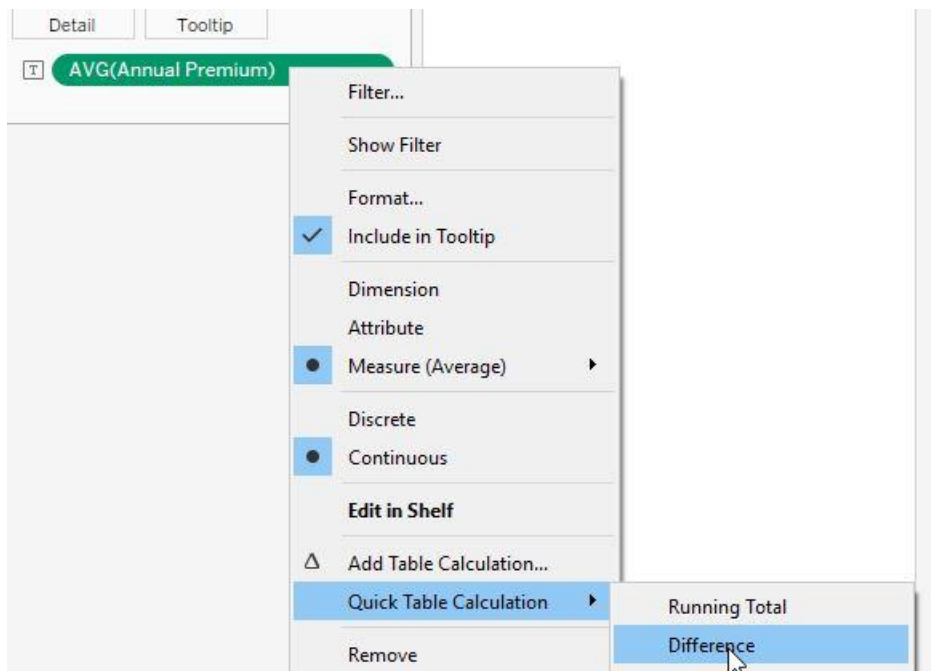 Detail Tooltip
T AVG(Annual Premium)
Filter...
Show Filter
Format...
Include in Tooltip
Dimension
Attribute
Measure (Average)
Discrete
Continuous
Edit in Shelf
Δ Add Table Calculation...
Quick Table Calculation
Running Total
Difference
Remove